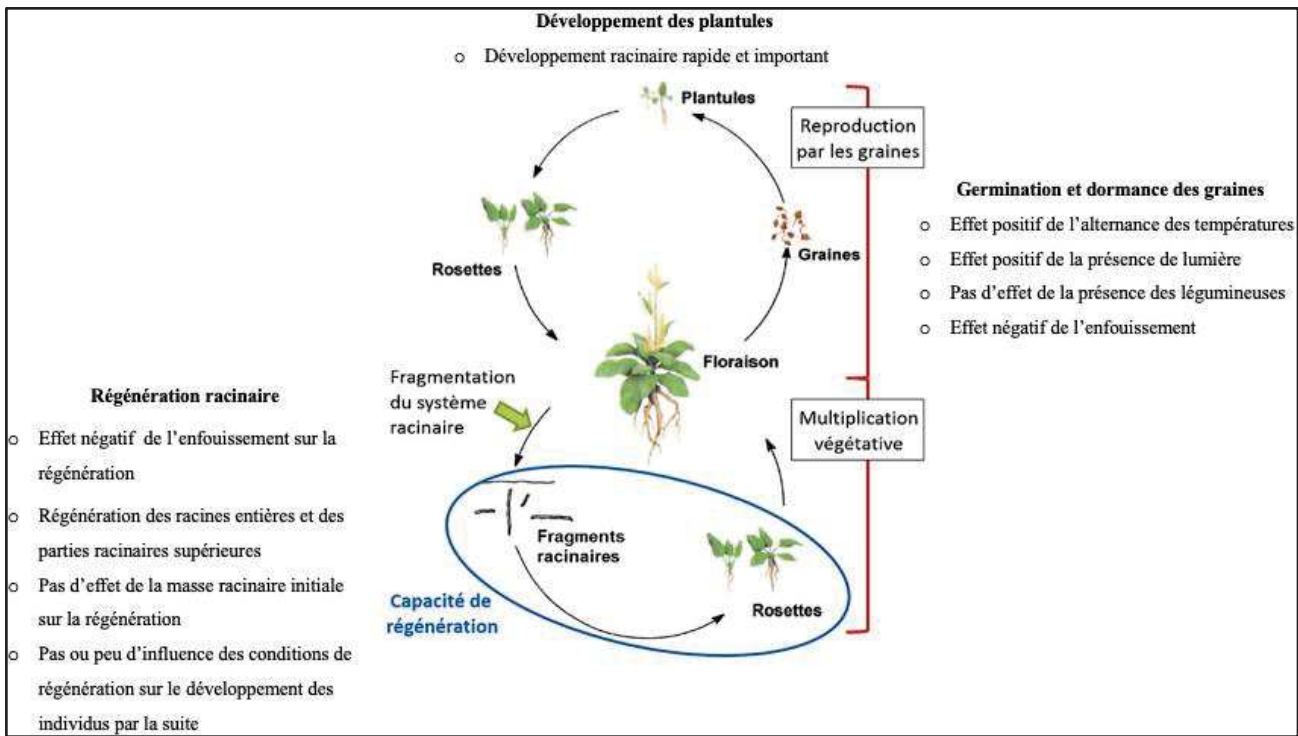 Développement des plantules
o Développement racinaire rapide et important
Plantules
Reproduction
par les graines
Rosettes
Graines
Germination et dormance des graines
o Effet positif de l'alternance des températures
o Effet positif de la présence de lumière
o Pas d'effet de la présence des légumineuses
o Effet négatif de l'enfouissement
Floraison
Fragmentation
du système
racinaire
Multiplication
végétative
Régénération racinaire
o Effet négatif de l'enfouissement sur la
régénération
o Régénération des racines entières et des
parties racinaires supérieures
o Pas d'effet de la masse racinaire initiale
sur la régénération
o Pas ou peu d'influence des conditions de
régénération sur le développement des
individus par la suite
Fragments
racinaires
Capacité de
régénération
Rosettes